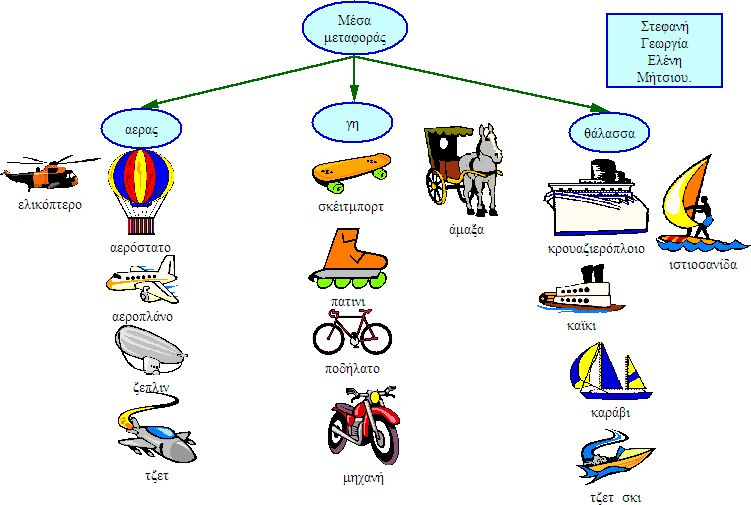 Μέσα
μεταφοράς
Στεφανή
Γεωργία
Ελένη
Μήτσιου.
αερας
γη
θάλασσα
ελικόπτερο
αερόστατο
αεροπλάνο
ζεπλιν
τζετ
σκέιτμπορτ
άμαξα
πατινι
ποδήλατο
μηχανή
κρουαζιερόπλοιο
ιστιοσανίδα
καϊκι
καράβι
τζετ σκι